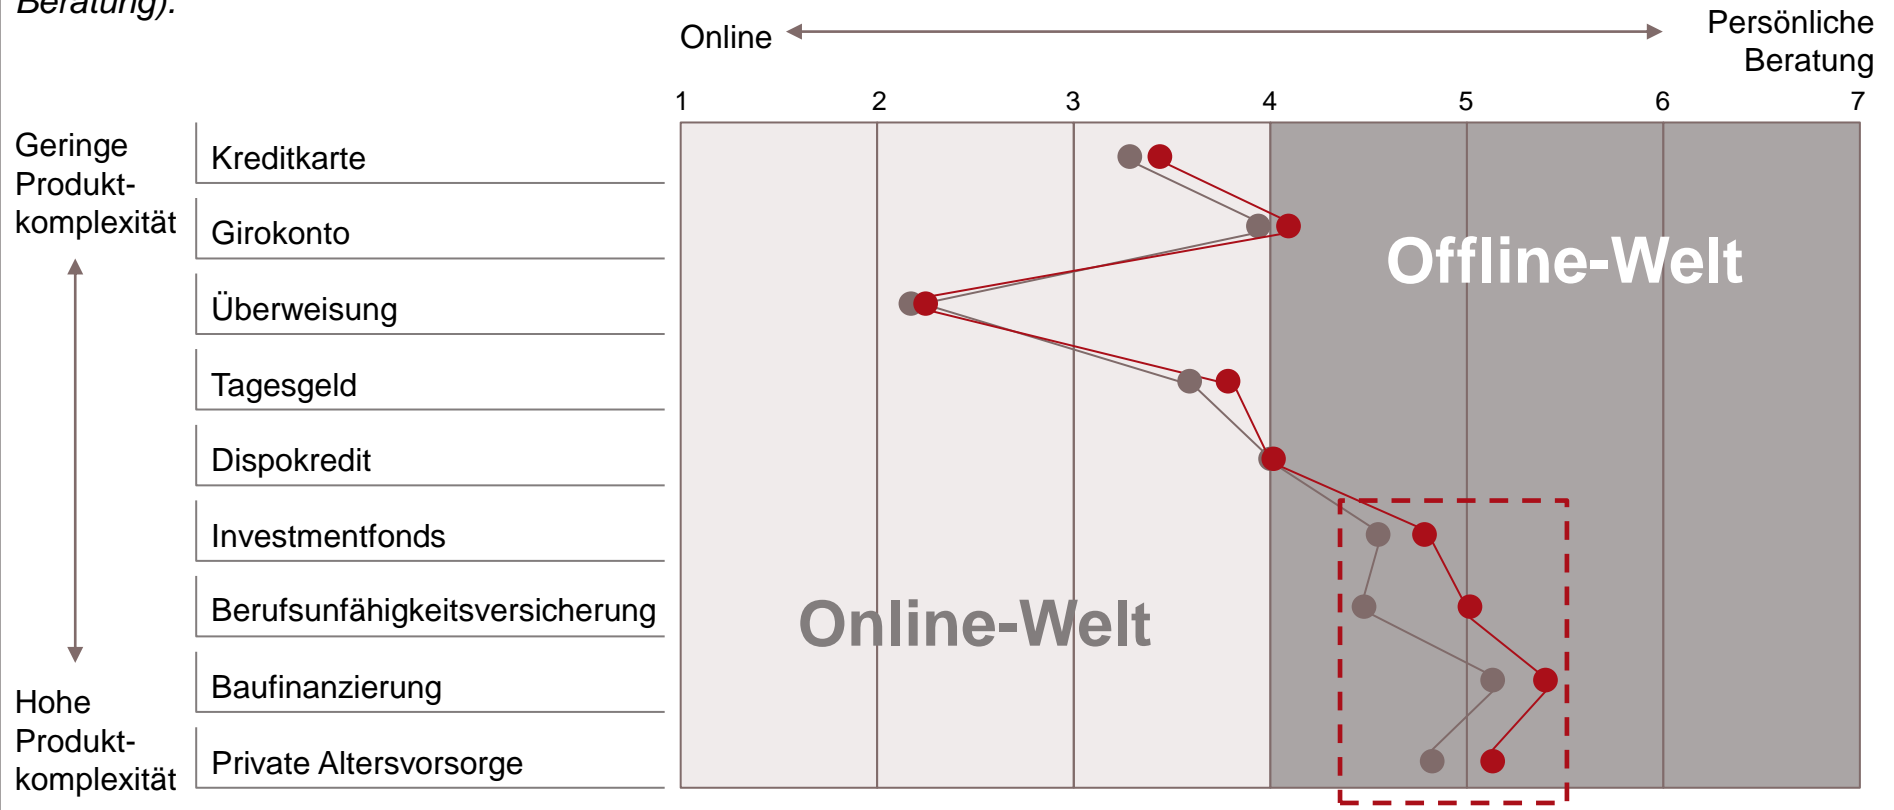 Beratung).
Online
Persönliche
Beratung
1 2 3 4 5 6 7
Geringe
Produkt-
komplexität
Kreditkarte
Girokonto
Überweisung
Tagesgeld
Dispokredit
Investmentfonds
Berufsunfähigkeitsversicherung
Baufinanzierung
Private Altersvorsorge
Hohe
Produkt-
komplexität
Offline-Welt
Online-Welt